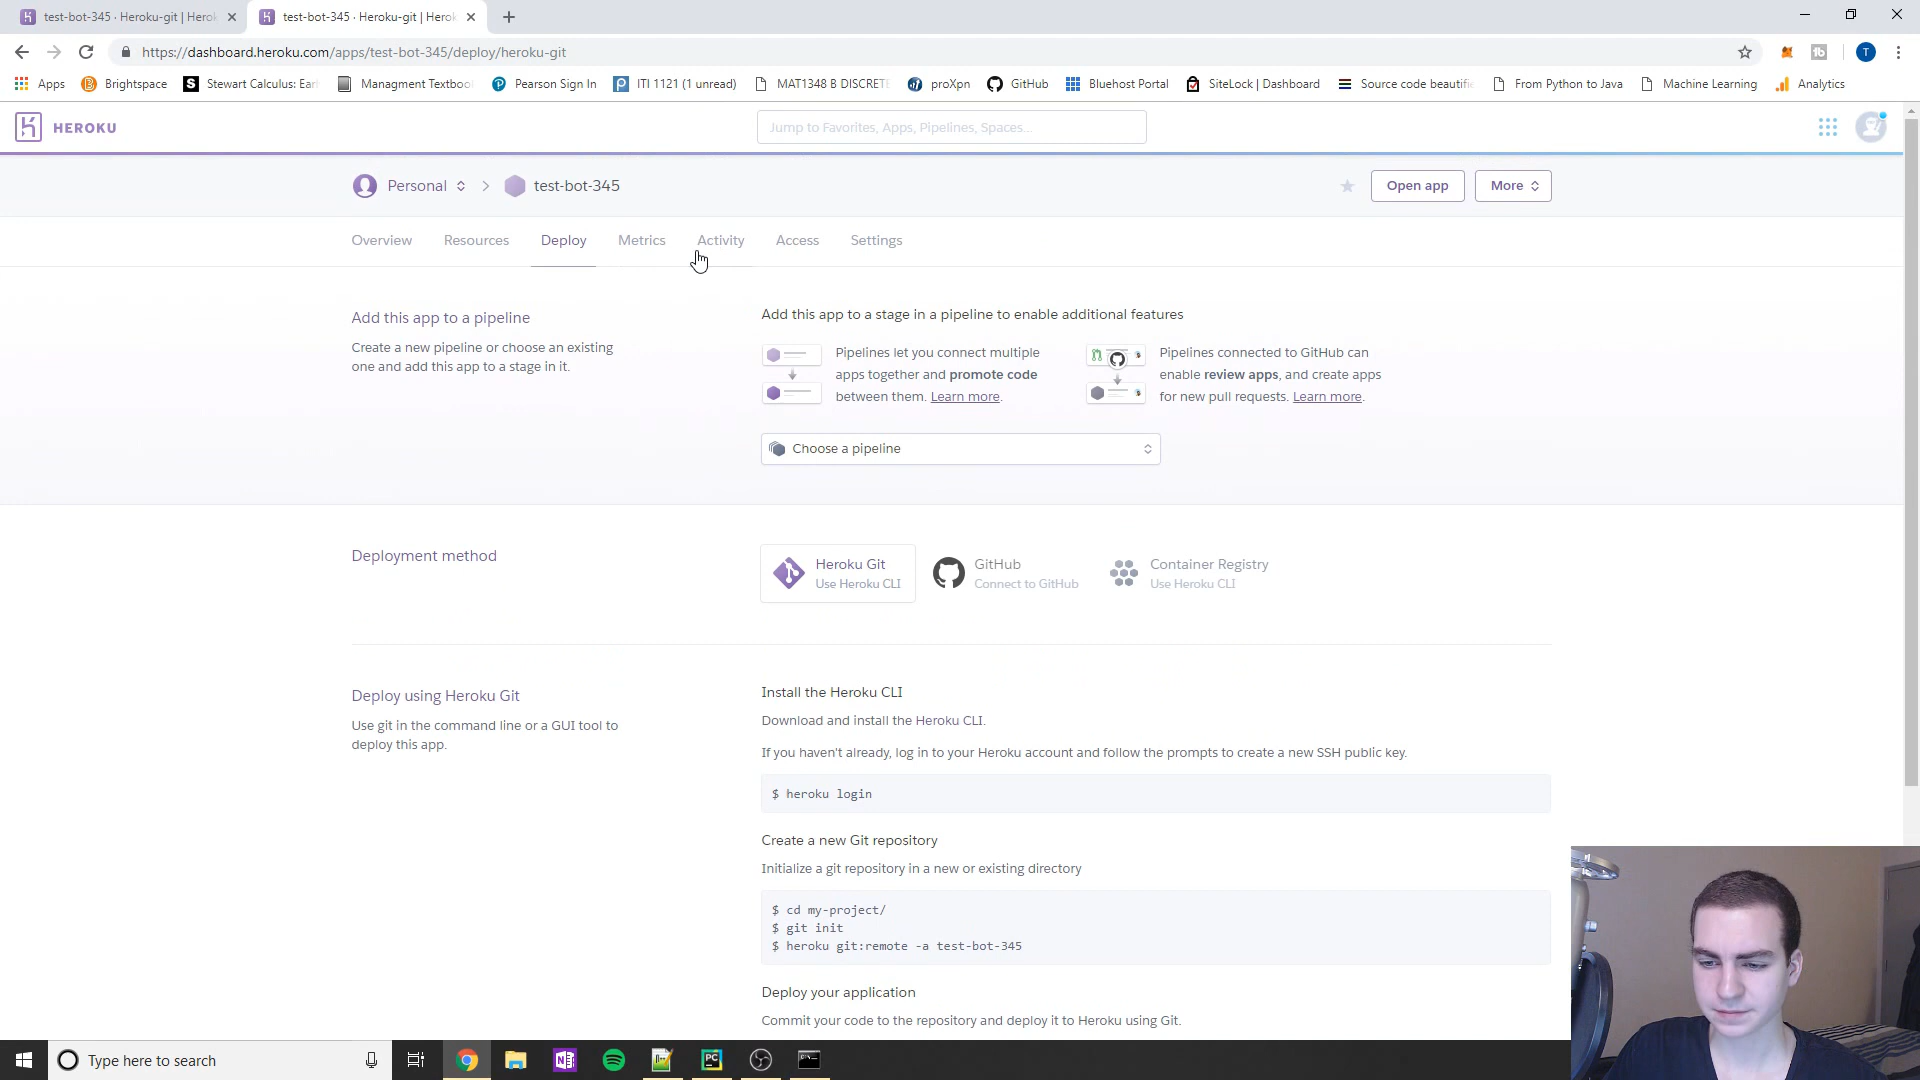 test-bot-345 · Heroku-git | Herok
test-bot-345 · Heroku-git | Herok
https://dashboard.heroku.com/apps/test-bot-345/deploy/heroku-git
T
Apps
Brightspace
Stewart Calculus: Earl
Managment Textbool
Pearson Sign In
ITI 1121 (1 unread)
MAT1348 B DISCRETE
proXpn
GitHub
Bluehost Portal
SiteLock | Dashboard
Source code beautifie
From Python to Java
Machine Learning
Analytics
HEROKU
Jump to Favorites, Apps, Pipelines, Spaces...
Personal
test-bot-345
Open app
More
Overview
Resources
Deploy
Metrics
Activity
Access
Settings
Add this app to a pipeline
Create a new pipeline or choose an existing
one and add this app to a stage in it.
Add this app to a stage in a pipeline to enable additional features
Pipelines let you connect multiple
apps together and promote code
between them. Learn more.
Pipelines connected to GitHub can
enable review apps, and create apps
for new pull requests. Learn more.
Choose a pipeline
Deployment method
Heroku Git
Use Heroku CLI
GitHub
Connect to GitHub
Container Registry
Use Heroku CLI
Deploy using Heroku Git
Use git in the command line or a GUI tool to
deploy this app.
Install the Heroku CLI
Download and install the Heroku CLI.
If you haven't already, log in to your Heroku account and follow the prompts to create a new SSH public key.
$ heroku login
Create a new Git repository
Initialize a git repository in a new or existing directory
$ cd my-project/
$ git init
$ heroku git:remote -a test-bot-345
Deploy your application
Commit your code to the repository and deploy it to Heroku using Git.
Type here to search